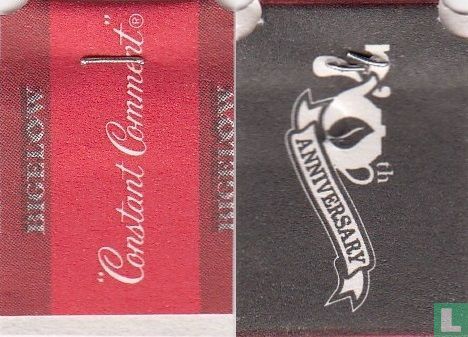 BIGELOW
"Constant Comment"®
BIGELOW
th
ANNIVERSARY
L